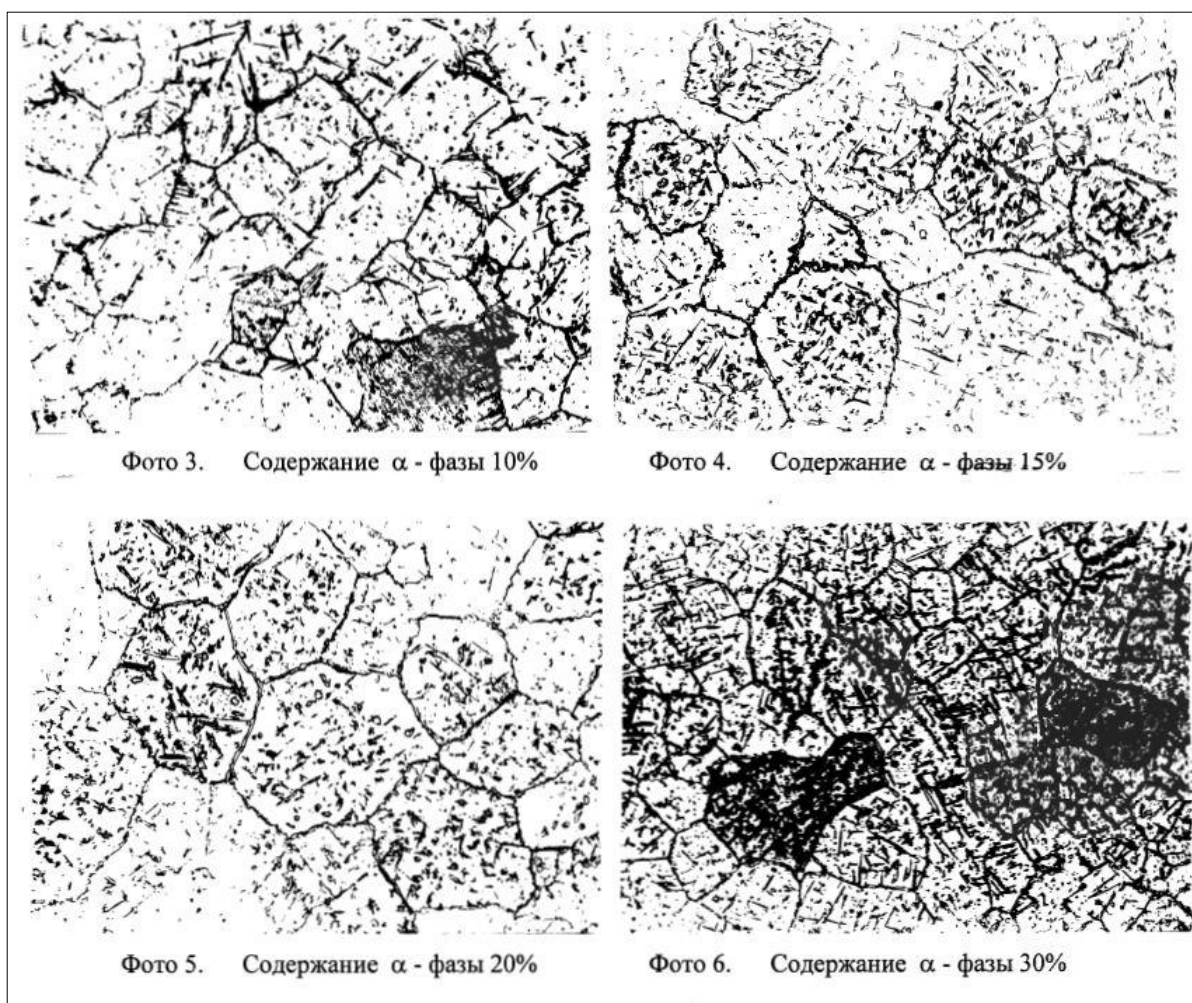 Фото 3. Содержание α - фазы 10%
Фото 4. Содержание α - фазы 15%
Фото 5. Содержание α - фазы 20%
Фото 6. Содержание α - фазы 30%